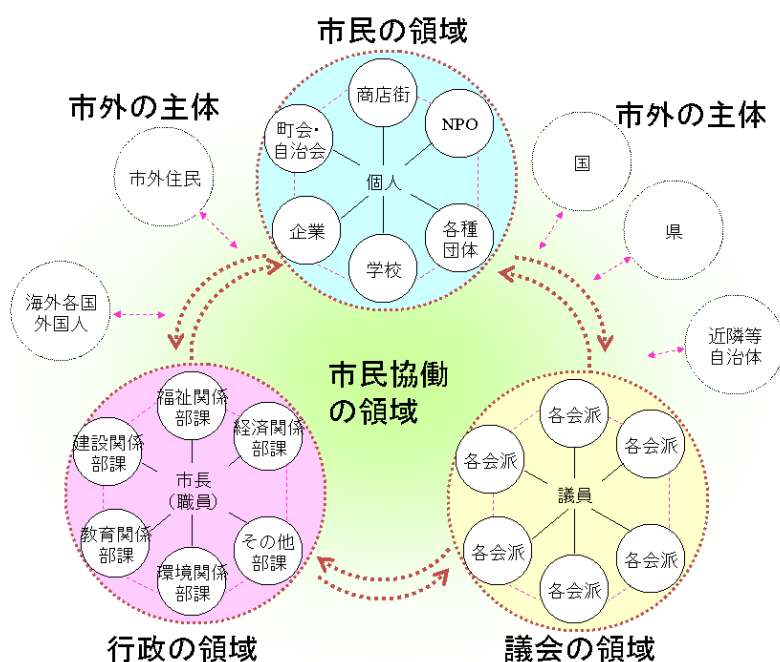 市民の領域
市外の主体
市外の主体
商店街
町会・
自治会
NPO
個人
企業
各種
団体
学校
市外住民
国
県
海外各国
外国人
近隣等
自治体
市民協働
の領域
福祉関係
部課
建設関係
部課
経済関係
部課
市長
(職員)
教育関係
部課
その他
部課
環境関係
部課
行政の領域
各会派
各会派
各会派
議員
各会派
各会派
各会派
議会の領域